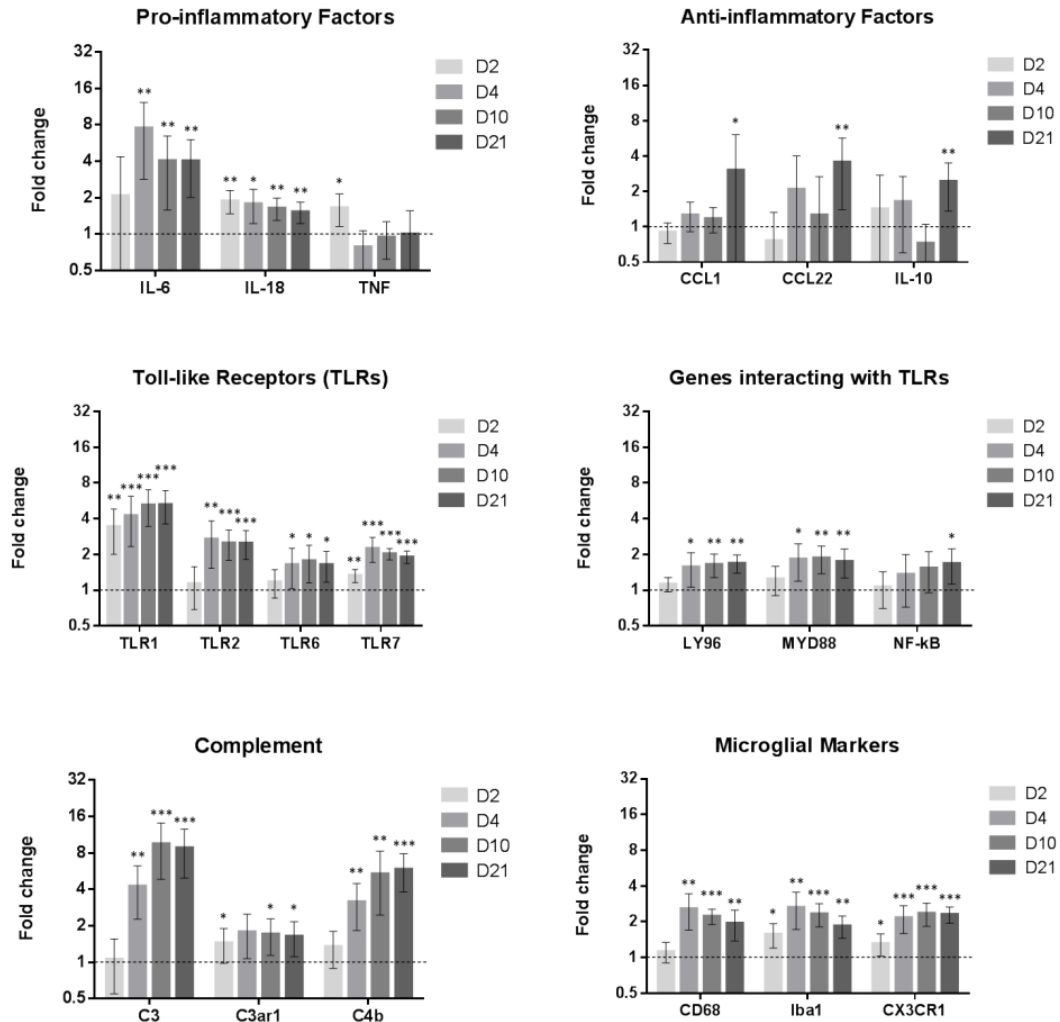 Pro-inflammatory Factors
Fold change
32
16
8
4
2
1
0.5
** ** **
** * ** **
*
IL-6 IL-18 TNF
D2
D4
D10
D21
Anti-inflammatory Factors
Fold change
32
16
8
4
2
1
0.5
* ** **
CCL1 CCL22 IL-10
D2
D4
D10
D21
Toll-like Receptors (TLRs)
Fold change
32
16
8
4
2
1
0.5
** *** *** ***
** *** ***
* * *
** *** *** ***
TLR1 TLR2 TLR6 TLR7
D2
D4
D10
D21
Genes interacting with TLRs
Fold change
32
16
8
4
2
1
0.5
* ** **
* ** **
*
LY96 MYD88 NF-kB
D2
D4
D10
D21
Complement
Fold change
32
16
8
4
2
1
0.5
** *** ***
* * *
** ** ***
C3 C3ar1 C4b
D2
D4
D10
D21
Microglial Markers
Fold change
32
16
8
4
2
1
0.5
** *** **
* ** *** **
* *** *** ***
CD68 Iba1 CX3CR1
D2
D4
D10
D21